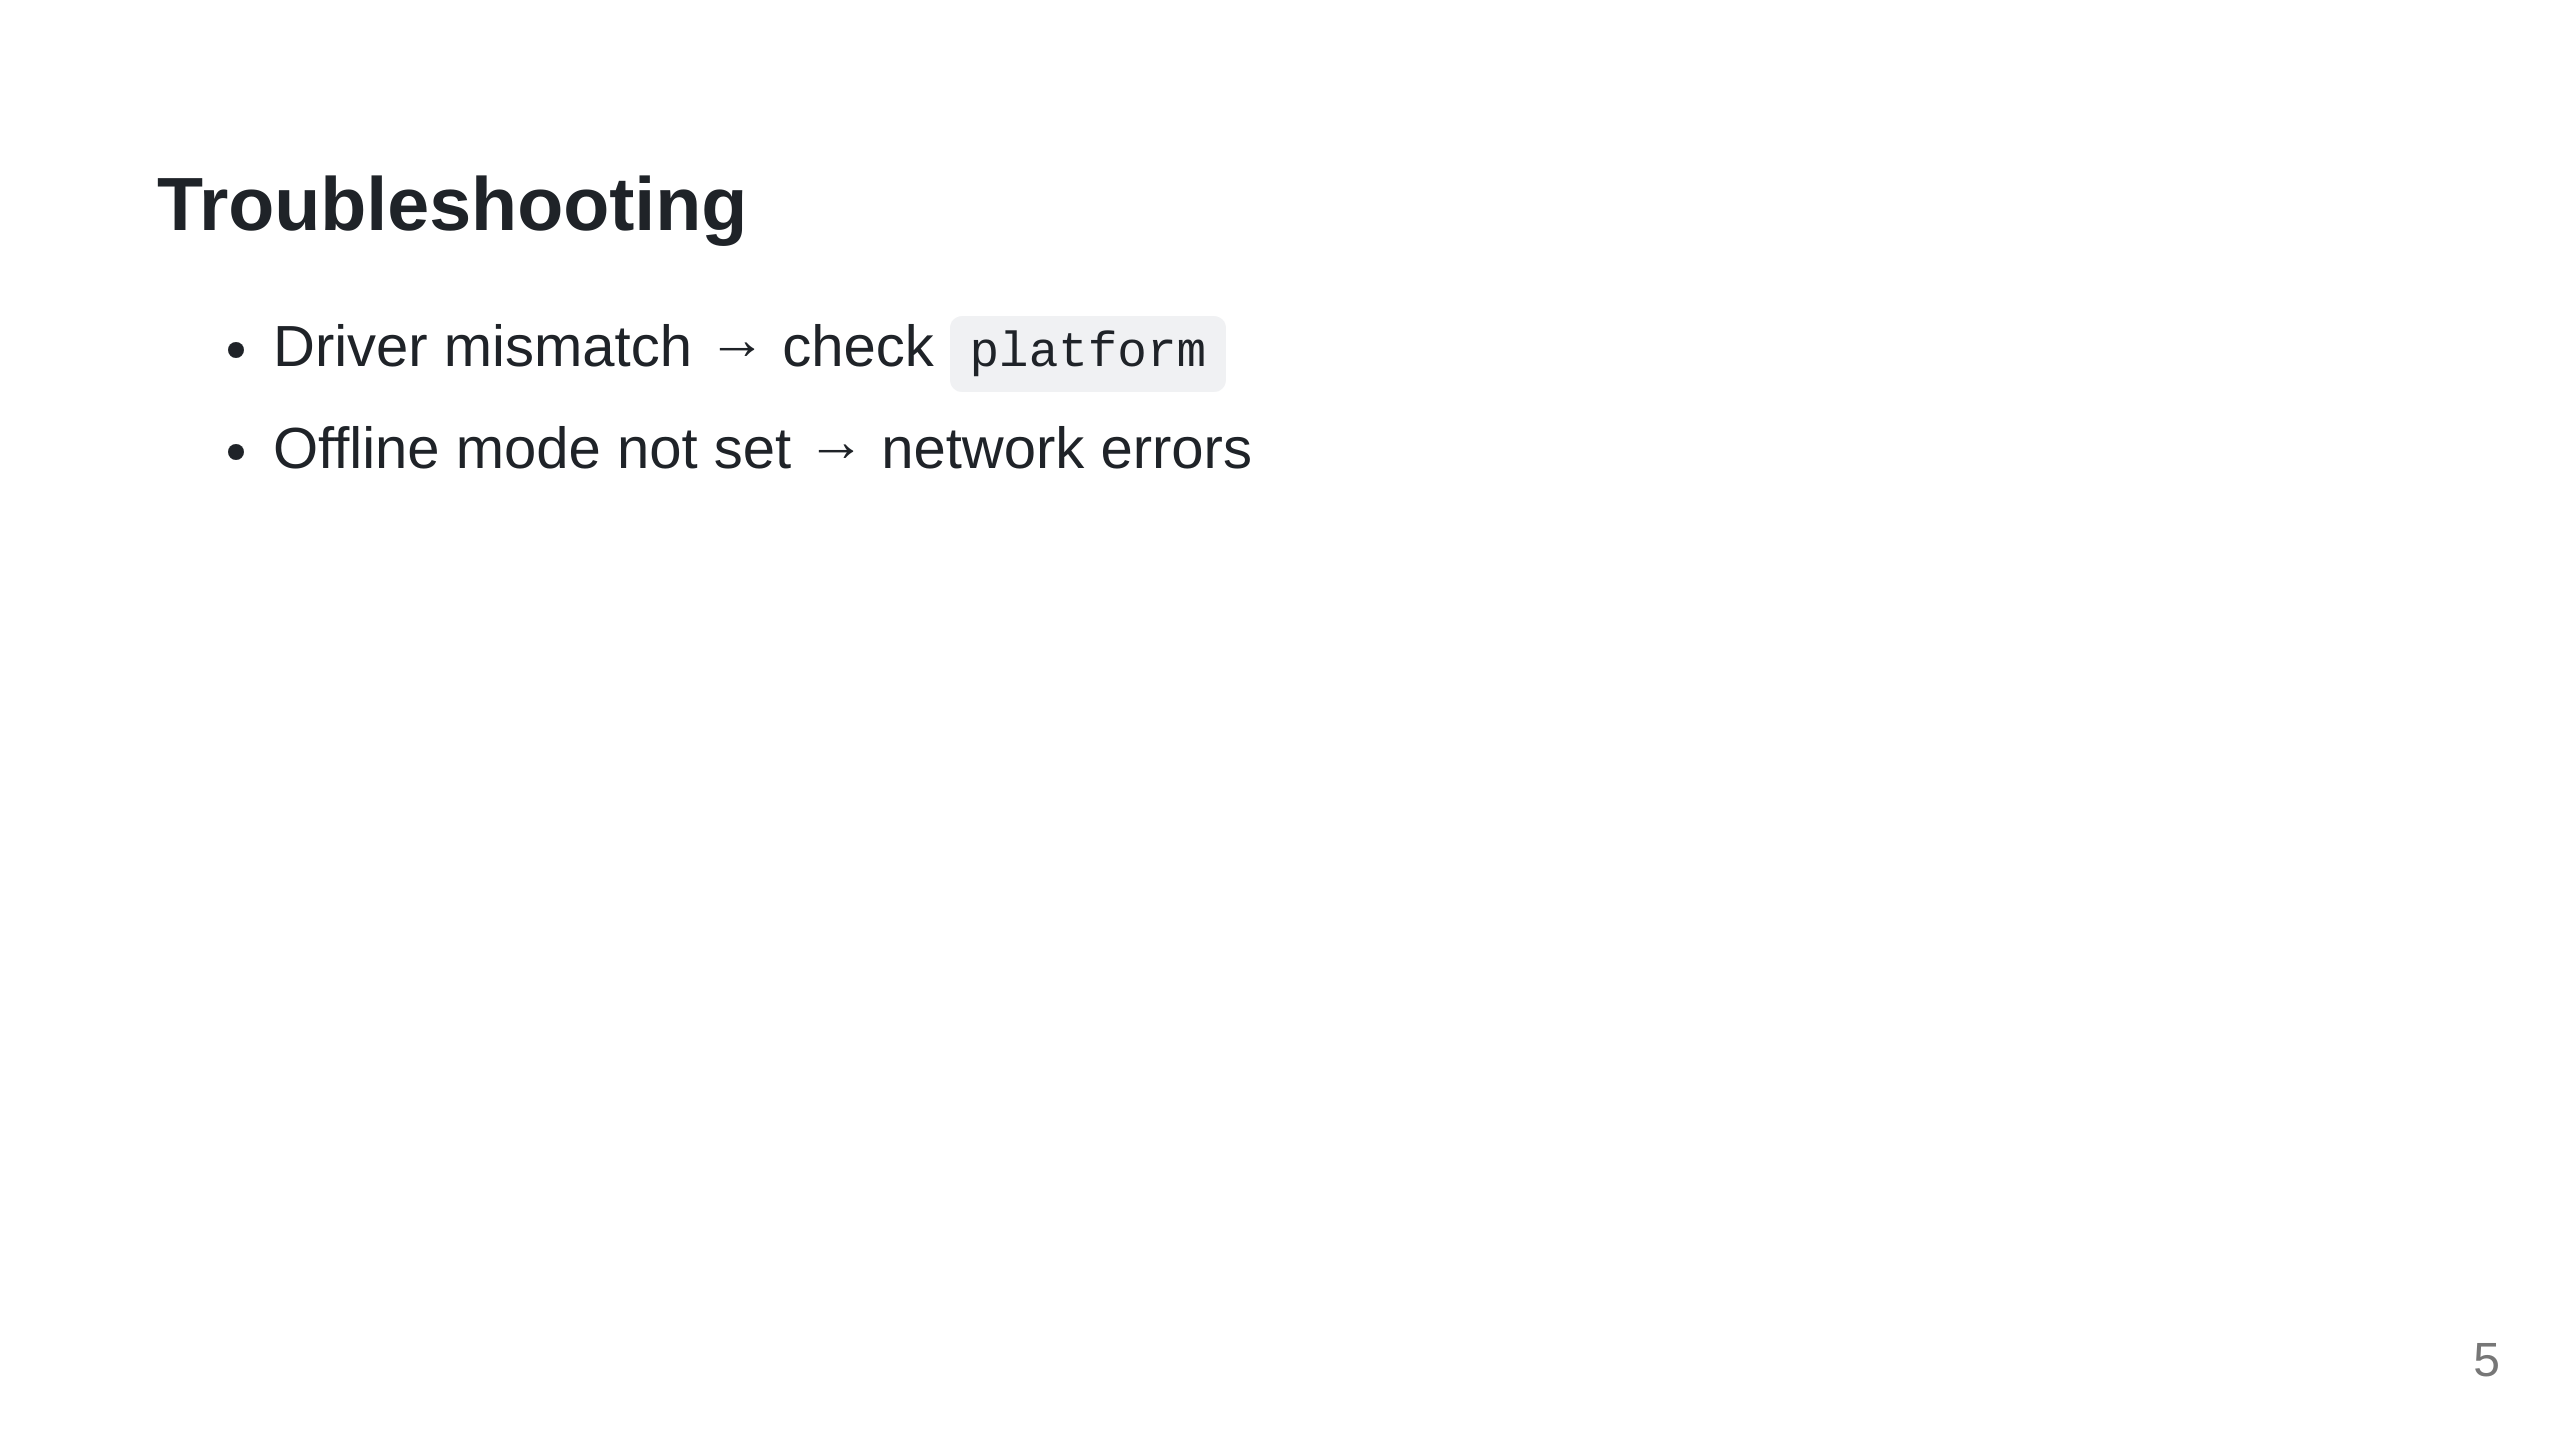 Troubleshooting
• Driver mismatch → check platform
• Offline mode not set → network errors
5